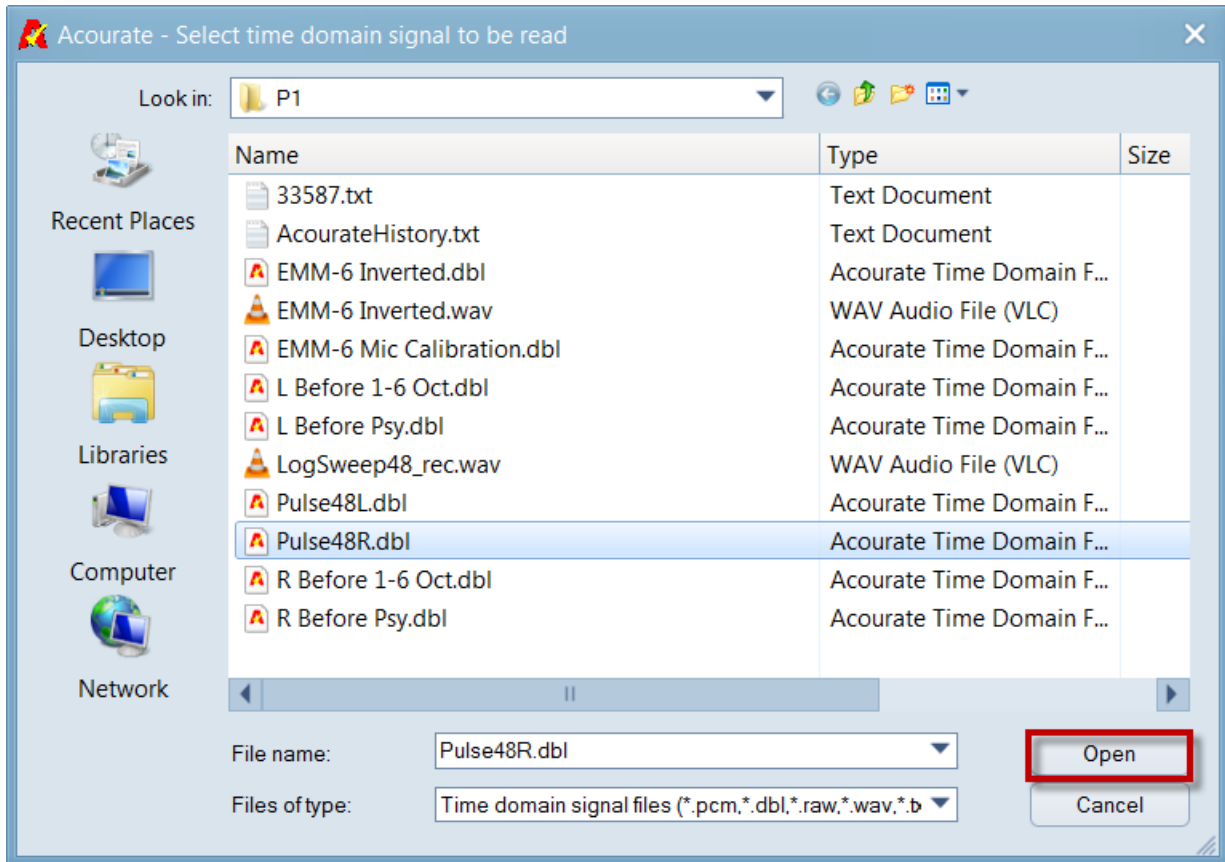 Acourate - Select time domain signal to be read
Look in: P1
Name Type Size
33587.txt Text Document
AcourateHistory.txt Text Document
EMM-6 Inverted.dbl Acourate Time Domain F...
EMM-6 Inverted.wav WAV Audio File (VLC)
EMM-6 Mic Calibration.dbl Acourate Time Domain F...
L Before 1-6 Oct.dbl Acourate Time Domain F...
L Before Psy.dbl Acourate Time Domain F...
LogSweep48_rec.wav WAV Audio File (VLC)
Pulse48L.dbl Acourate Time Domain F...
Pulse48R.dbl Acourate Time Domain F...
R Before 1-6 Oct.dbl Acourate Time Domain F...
R Before Psy.dbl Acourate Time Domain F...
Recent Places
Desktop
Libraries
Computer
Network
File name: Pulse48R.dbl Open
Files of type: Time domain signal files (*.pcm,*.dbl,*.raw,*.wav,*.t Cancel